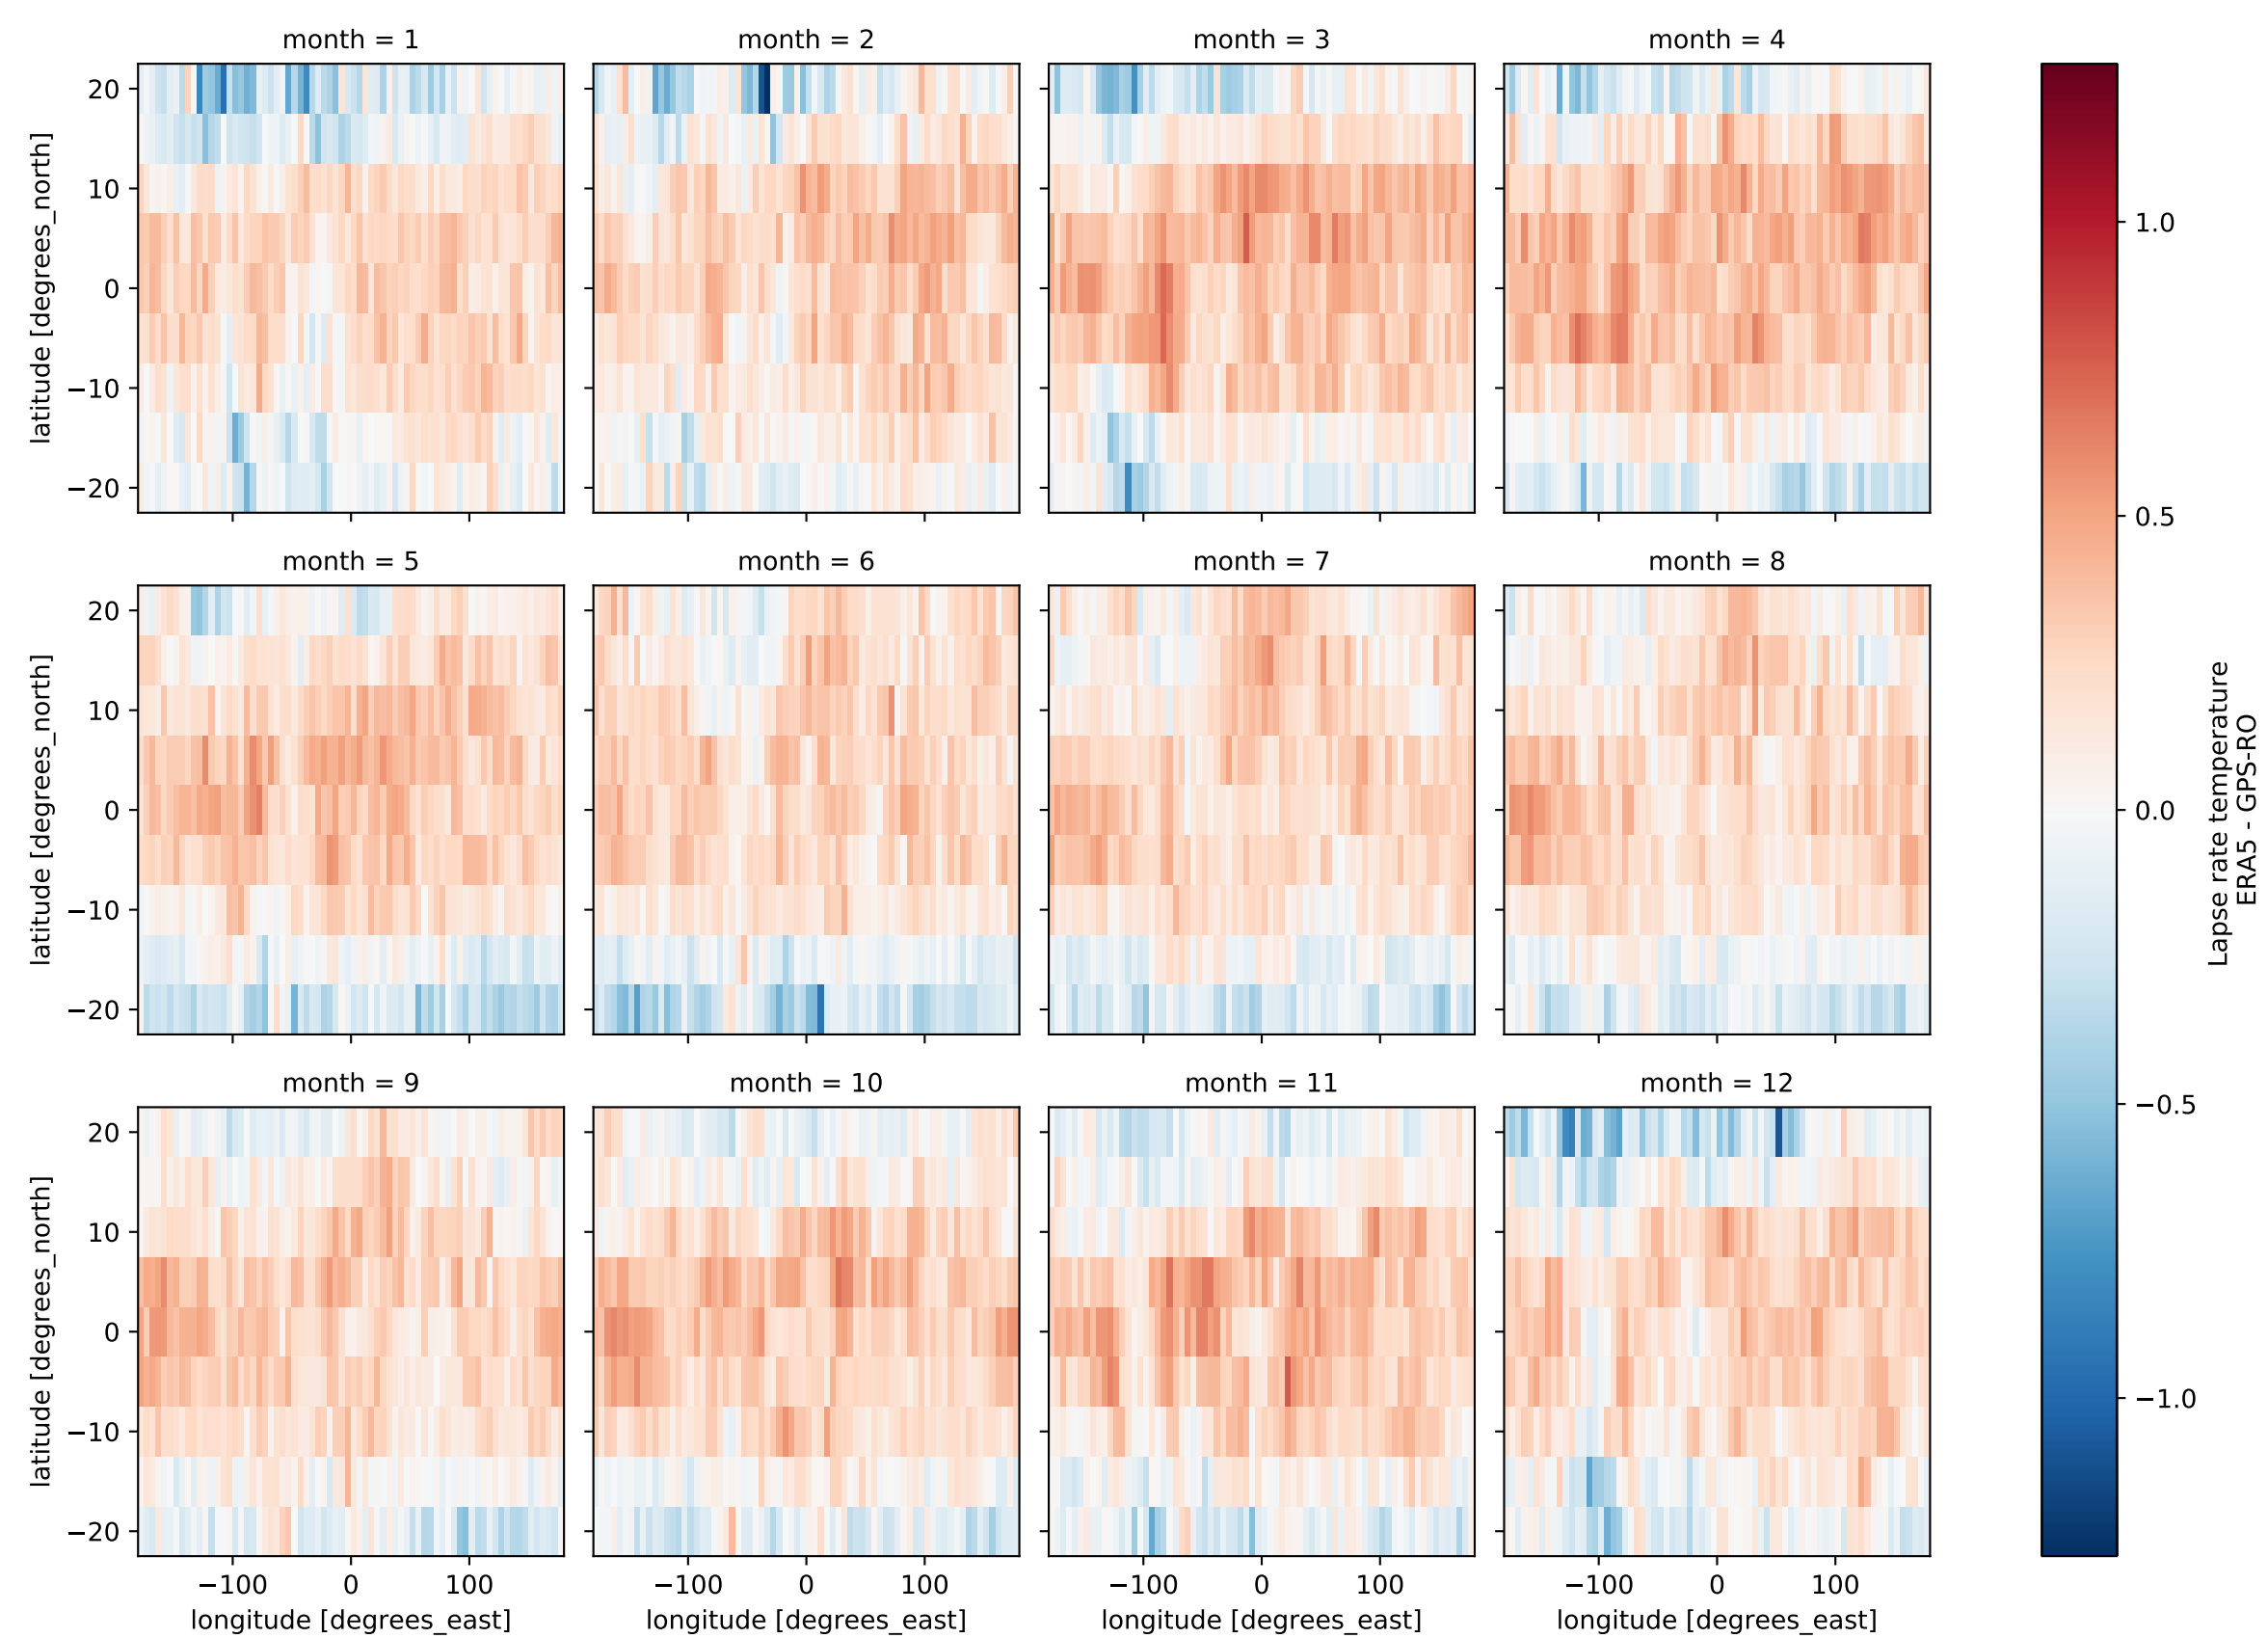 month = 1
month = 2
month = 3
month = 4
20
10
0
−10
−20
latitude [degrees_north]
month = 5
month = 6
month = 7
month = 8
20
10
0
−10
−20
latitude [degrees_north]
month = 9
month = 10
month = 11
month = 12
20
10
0
−10
−20
latitude [degrees_north]
−100 0 100
−100 0 100
−100 0 100
−100 0 100
longitude [degrees_east]
longitude [degrees_east]
longitude [degrees_east]
longitude [degrees_east]
1.0
0.5
0.0
−0.5
−1.0
Lapse rate temperature
ERA5 - GPS-RO